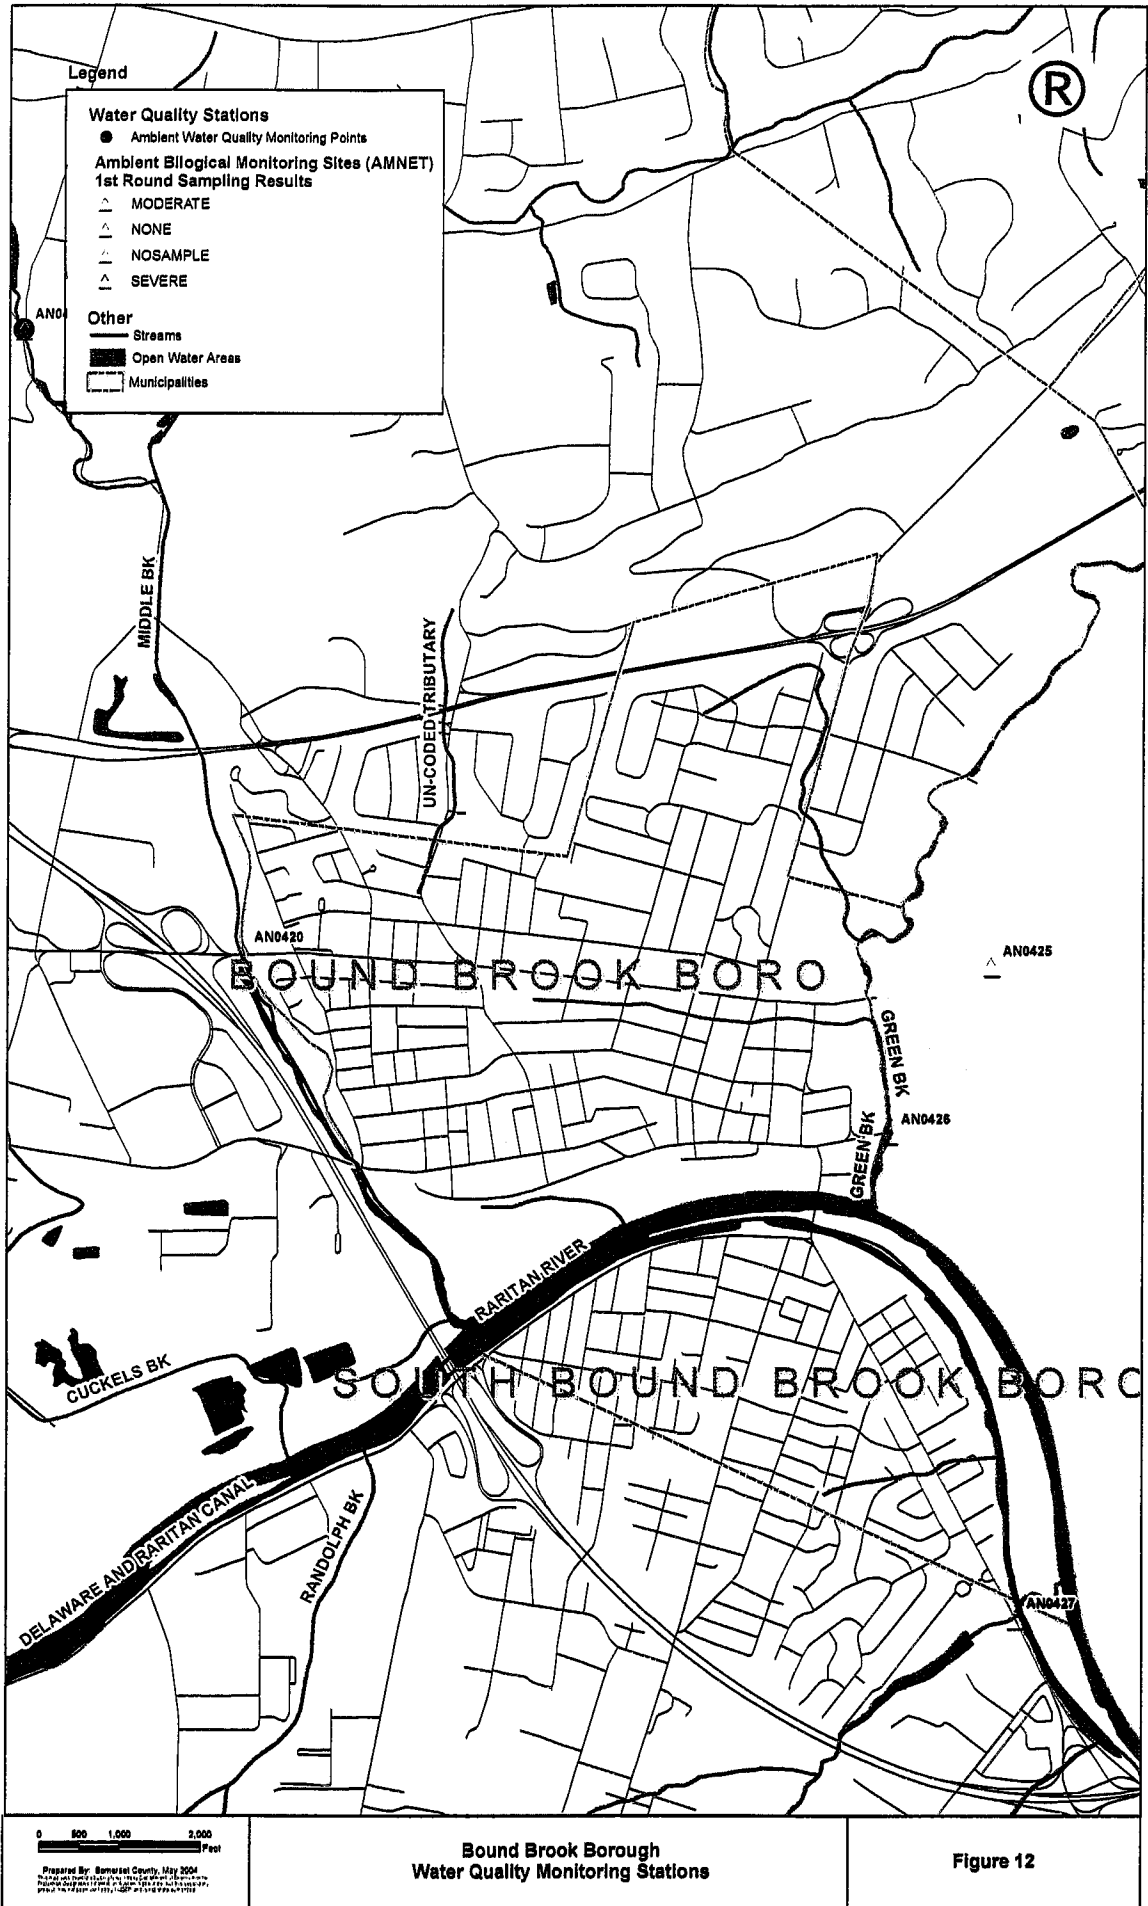 Legend
R
Water Quality Stations
Ambient Water Quality Monitoring Points
Ambient Bilogical Monitoring Sites (AMNET)
1st Round Sampling Results
MODERATE
NONE
NOSAMPLE
SEVERE
Other
Streams
Open Water Areas
Municipalities
MIDDLE BK
UN-CODED TRIBUTARY
AN0420
BOUND BROOK BORO
AN0425
GREEN BK
AN0426
GREEN BK
RARITAN RIVER
CUCKELS BK
SOUTH BOUND BROOK BORO
DELAWARE AND RARITAN CANAL
RANDOLPH BK
AN0427
0 500 1,000 2,000
Feet
Prepared By: Somerset County, May 2004
Bound Brook Borough
Water Quality Monitoring Stations
Figure 12